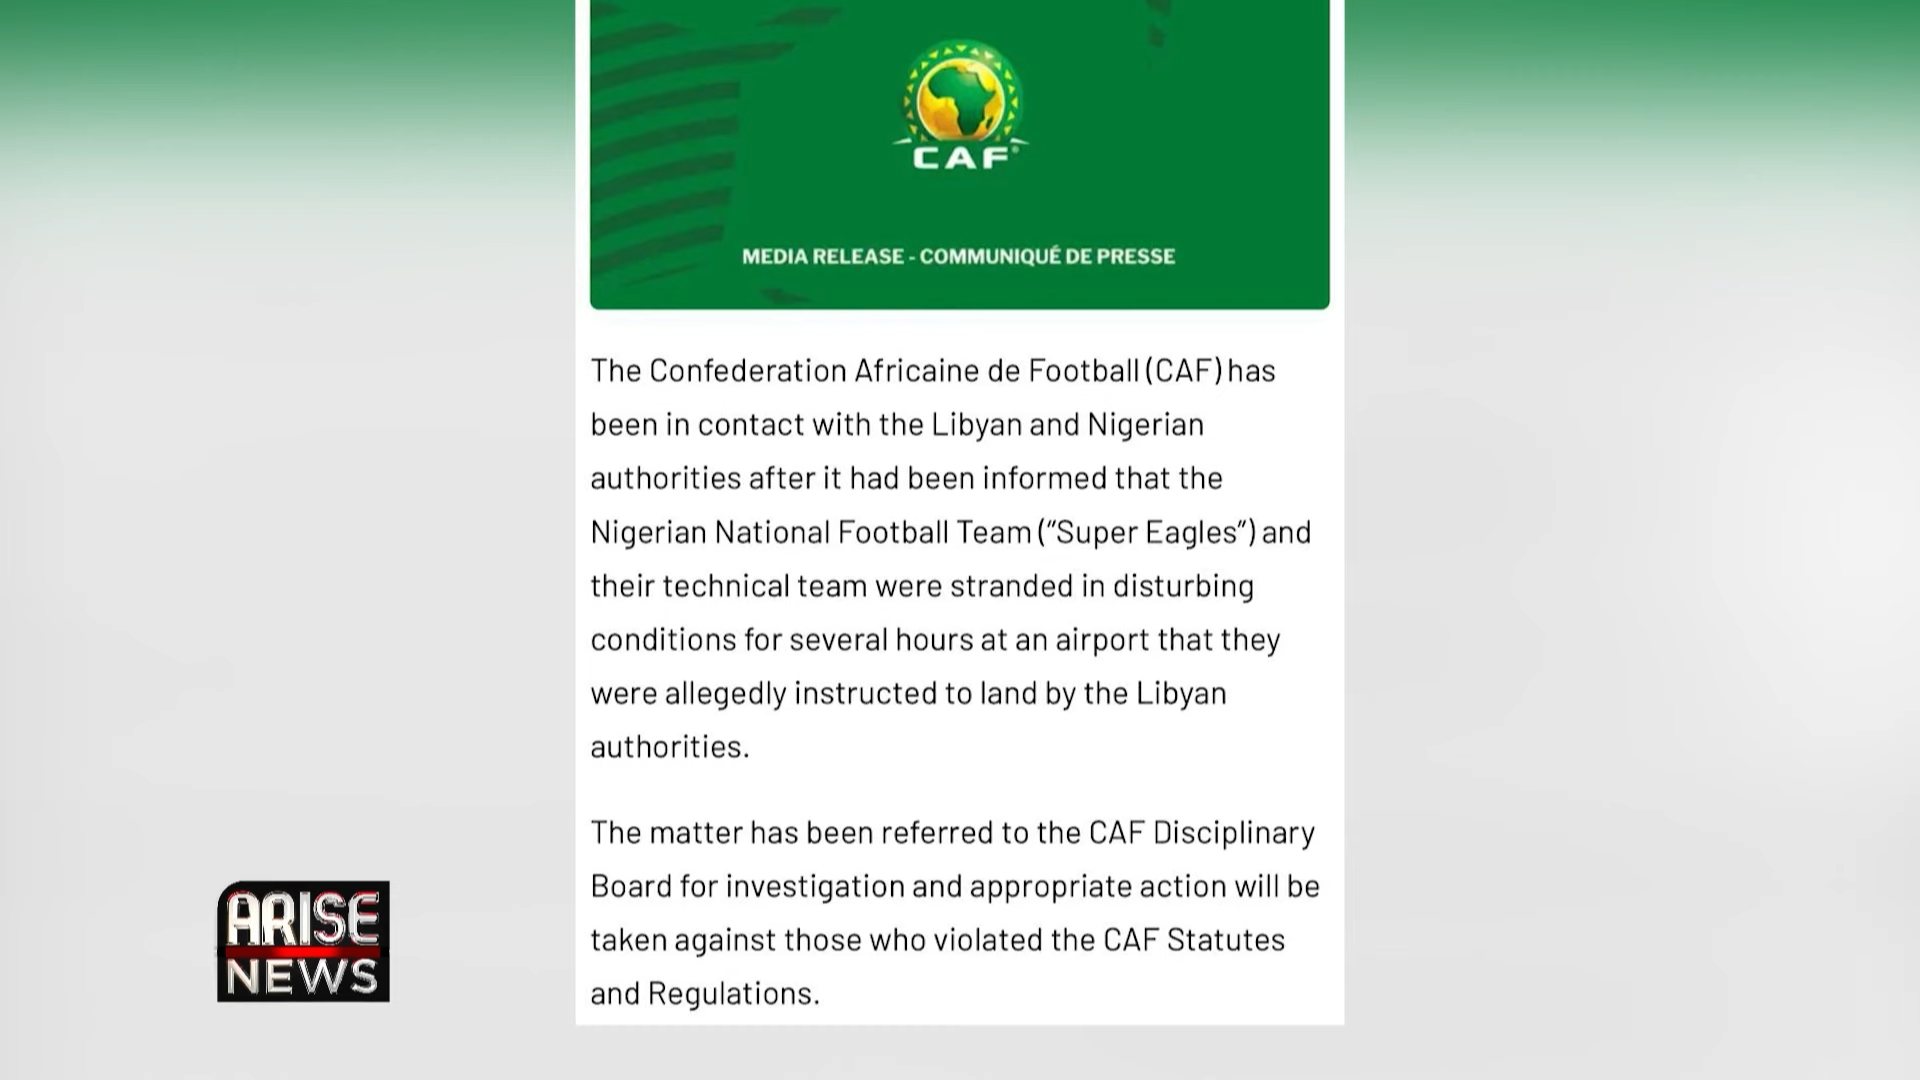 CAF
MEDIA RELEASE - COMMUNIQUÉ DE PRESSE
The Confederation Africaine de Football (CAF) has
been in contact with the Libyan and Nigerian
authorities after it had been informed that the
Nigerian National Football Team (“Super Eagles”) and
their technical team were stranded in disturbing
conditions for several hours at an airport that they
were allegedly instructed to land by the Libyan
authorities.
The matter has been referred to the CAF Disciplinary
Board for investigation and appropriate action will be
taken against those who violated the CAF Statutes
and Regulations.
ARISE
NEWS